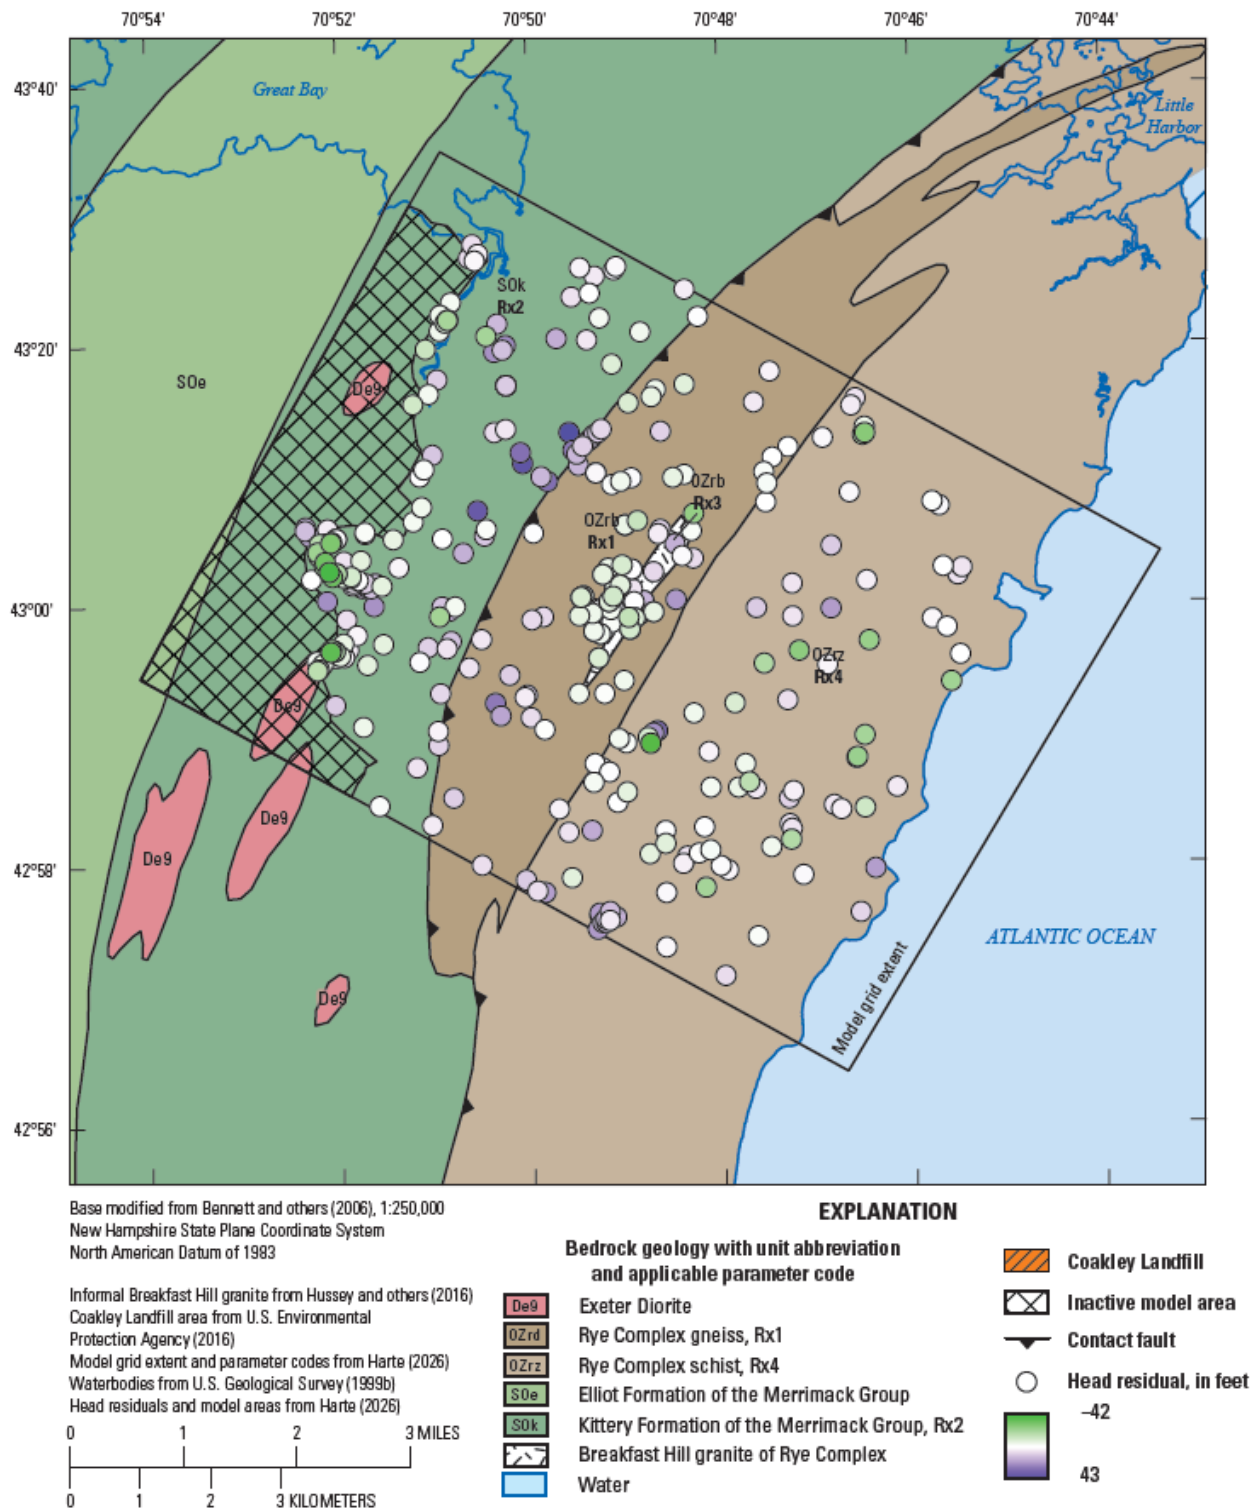 70°54'
70°52'
70°50'
70°48'
70°46'
70°44'
43°40'
Great Bay
Little
Harbor
SOk
Rx2
43°20'
SOe
De9
OZrb
Rx3
OZrb
Rx1
43°00'
OZrz
Rx4
De9
De9
De9
42°58'
ATLANTIC OCEAN
Model grid extent
De9
42°56'
Base modified from Bennett and others (2006), 1:250,000
New Hampshire State Plane Coordinate System
North American Datum of 1983
Informal Breakfast Hill granite from Hussey and others (2016)
Coakley Landfill area from U.S. Environmental
Protection Agency (2016)
Model grid extent and parameter codes from Harte (2026)
Waterbodies from U.S. Geological Survey (1999b)
Head residuals and model areas from Harte (2026)
0 1 2 3 MILES
0 1 2 3 KILOMETERS
EXPLANATION
Bedrock geology with unit abbreviation
and applicable parameter code
De9 Exeter Diorite
OZrd Rye Complex gneiss, Rx1
OZrz Rye Complex schist, Rx4
SOe Elliot Formation of the Merrimack Group
SOk Kittery Formation of the Merrimack Group, Rx2
Breakfast Hill granite of Rye Complex
Water
Coakley Landfill
Inactive model area
Contact fault
Head residual, in feet
–42
43